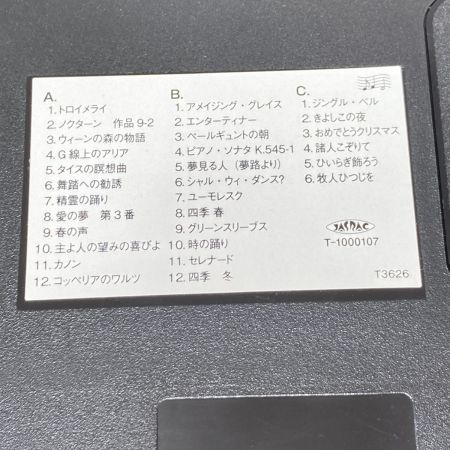 A.
1. トロイメライ
2. ノクターン 作品9-2
3. ウィーンの森の物語
4. G線上のアリア
5. タイスの瞑想曲
6. 舞踏への勧誘
7. 精霊の踊り
8. 愛の夢 第3番
9. 春の声
10. 主よ人の望みの喜びよ
11. カノン
12. コッペリアのワルツ
B.
1. アメイジング・グレイス
2. エンターティナー
3. ペールギュントの朝
4. ピアノ・ソナタ K.545-1
5. 夢見る人(夢路より)
6. シャル・ウィ・ダンス?
7. ユーモレスク
8. 四季 春
9. グリーンスリーブス
10. 時の踊り
11. セレナード
12. 四季 冬
C.
1. ジングル・ベル
2. きよしこの夜
3. おめでとうクリスマス
4. 諸人こぞりて
5. ひいらぎ飾ろう
6. 牧人ひつじを
JASRAC
T-1000107
T3626